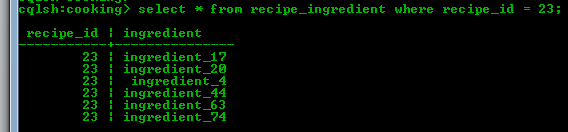 cqlsh:cooking> select * from recipe_ingredient where recipe_id = 23;
recipe_id | ingredient
-----------+---------------
23 | ingredient_17
23 | ingredient_20
23 | ingredient_4
23 | ingredient_44
23 | ingredient_63
23 | ingredient_74